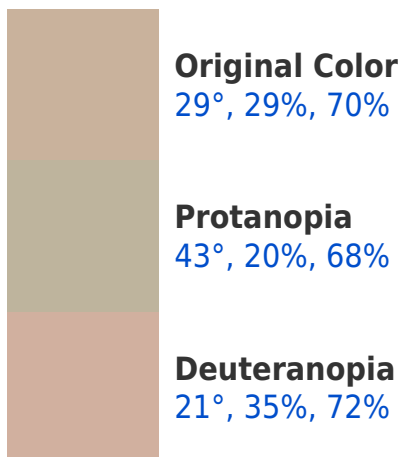 Original Color
29°, 29%, 70%
Protanopia
43°, 20%, 68%
Deuteranopia
21°, 35%, 72%